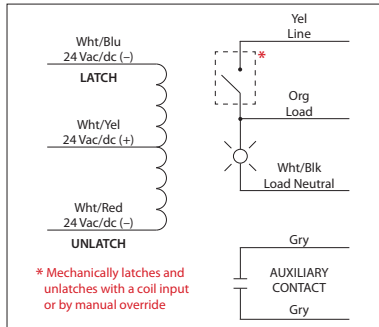 Wht/Blu
24 Vac/dc (–)
LATCH
Wht/Yel
24 Vac/dc (+)
Wht/Red
24 Vac/dc (–)
UNLATCH
* Mechanically latches and
unlatches with a coil input
or by manual override
Yel
Line
*
Org
Load
Wht/Blk
Load Neutral
Gry
AUXILIARY
CONTACT
Gry